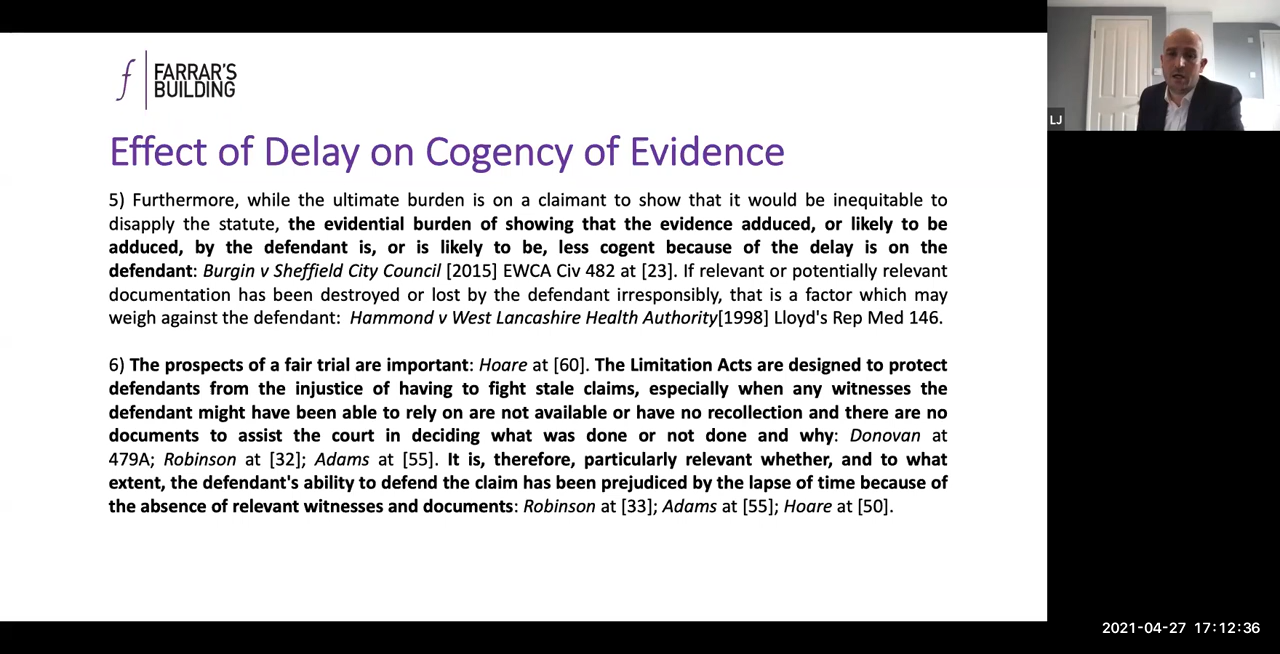 f
FARRAR'S
BUILDING
Effect of Delay on Cogency of Evidence
5) Furthermore, while the ultimate burden is on a claimant to show that it would be inequitable to
disapply the statute, the evidential burden of showing that the evidence adduced, or likely to be
adduced, by the defendant is, or is likely to be, less cogent because of the delay is on the
defendant: Burgin v Sheffield City Council [2015] EWCA Civ 482 at [23]. If relevant or potentially relevant
documentation has been destroyed or lost by the defendant irresponsibly, that is a factor which may
weigh against the defendant: Hammond v West Lancashire Health Authority[1998] Lloyd's Rep Med 146.
6) The prospects of a fair trial are important: Hoare at [60]. The Limitation Acts are designed to protect
defendants from the injustice of having to fight stale claims, especially when any witnesses the
defendant might have been able to rely on are not available or have no recollection and there are no
documents to assist the court in deciding what was done or not done and why: Donovan at
479A; Robinson at [32]; Adams at [55]. It is, therefore, particularly relevant whether, and to what
extent, the defendant's ability to defend the claim has been prejudiced by the lapse of time because of
the absence of relevant witnesses and documents: Robinson at [33]; Adams at [55]; Hoare at [50].
LJ
2021-04-27 17:12:36